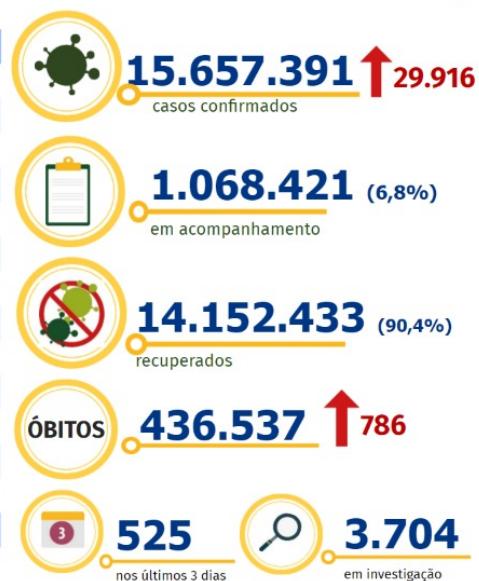 15.657.391 29.916
casos confirmados
1.068.421 (6,8%)
em acompanhamento
14.152.433 (90,4%)
recuperados
ÓBITOS 436.537 786
3 525 3.704
nos últimos 3 dias em investigação